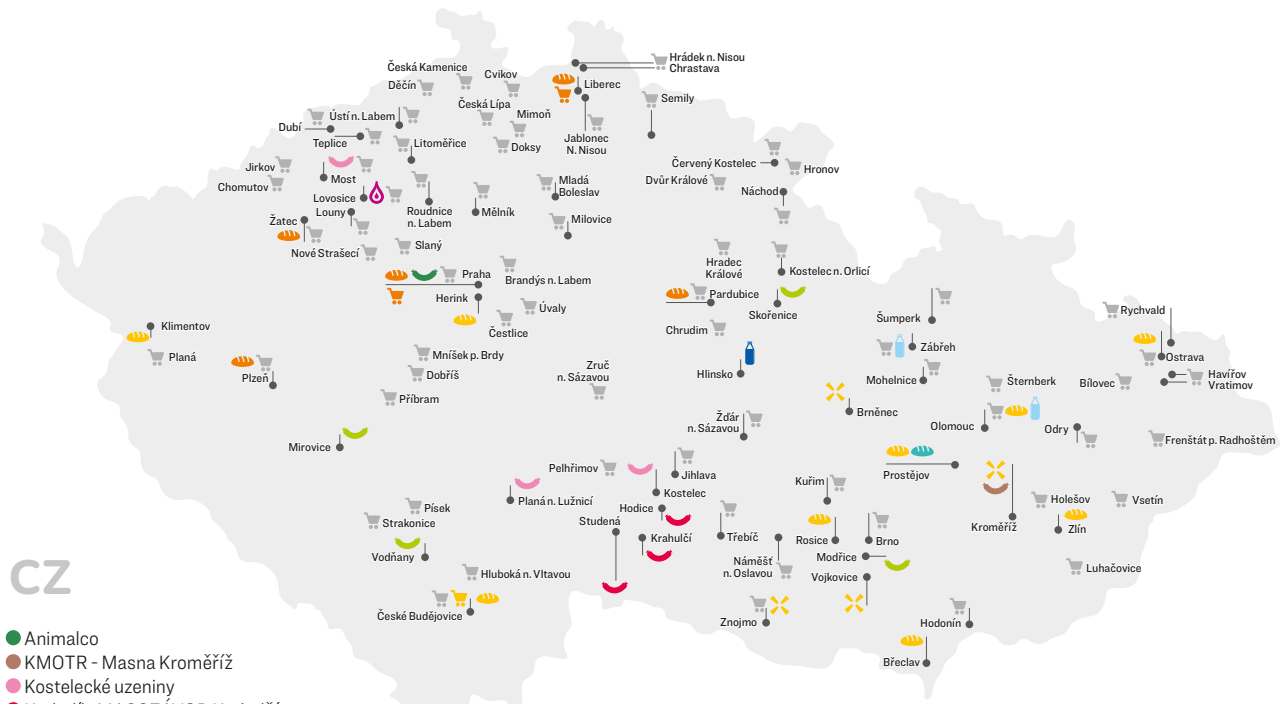 Hrádek n. Nisou
Chrastava
Česká Kamenice
Děčín
Cvikov
Liberec
Semily
Česká Lípa
Mimoň
Ústí n. Labem
Dubí
Teplice
Litoměřice
Doksy
Jablonec
N. Nisou
Červený Kostelec
Hronov
Jirkov
Chomutov
Most
Mladá
Boleslav
Dvůr Králové
Náchod
Lovosice
Louny
Roudnice
n. Labem
Mělník
Milovice
Žatec
Nové Strašecí
Slaný
Hradec
Králové
Kostelec n. Orlicí
Praha
Brandýs n. Labem
Herink
Úvaly
Čestlice
Pardubice
Skořenice
Chrudim
Šumperk
Rychvald
Klimentov
Planá
Plzeň
Mníšek p. Brdy
Dobříš
Příbram
Zruč
n. Sázavou
Hlinsko
Zábřeh
Mohelnice
Ostrava
Havířov
Vratimov
Bílovec
Šternberk
Brněnec
Olomouc
Odry
Frenštát p. Radhoštěm
Žďár
n. Sázavou
Mirovice
Pelhřimov
Jihlava
Kostelec
Prostějov
Planá n. Lužnicí
Hodice
Studená
Krahulčí
Kuřim
Kroměříž
Holešov
Vsetín
Zlín
Písek
Strakonice
Vodňany
Třebíč
Rosice
Brno
Modřice
Náměšť
n. Oslavou
Vojkovice
Luhačovice
Hluboká n. Vltavou
České Budějovice
Znojmo
Hodonín
Břeclav
CZ
Animalco
KMOTR - Masna Kroměříž
Kostelecké uzeniny